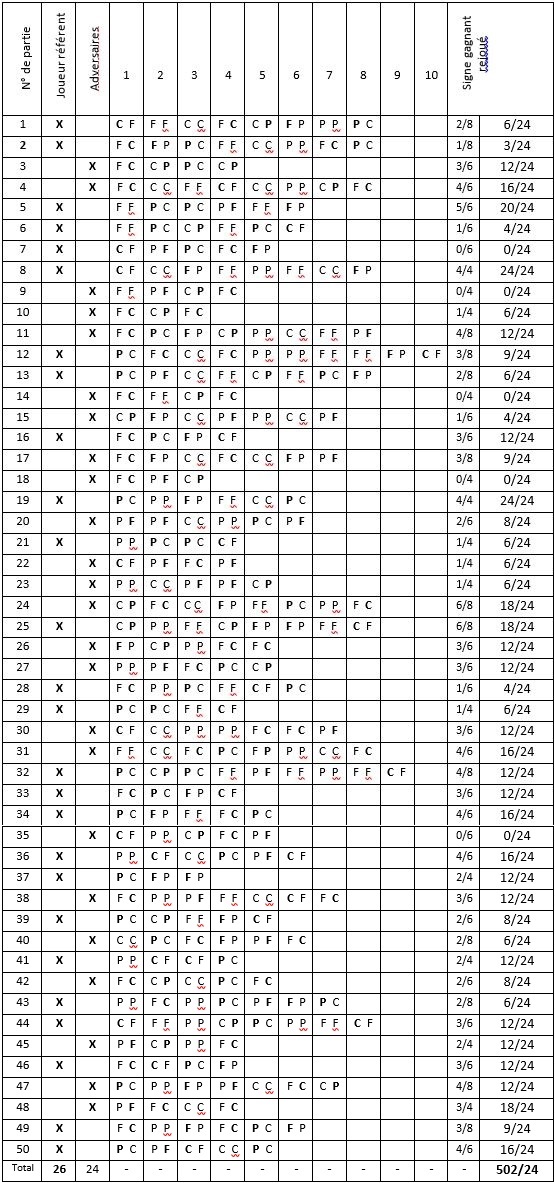 N° de partie Joueur référent Adversaires 1 2 3 4 5 6 7 8 9 10 Signe gagnant rejoué
1 X C F F F C C F C C P F P P P P C 2/8 6/24
2 X F C F P P C F F C C P P F C P C 1/8 3/24
3 X F C C P P C C P 3/6 12/24
4 X F C C C F F C F C C P P C P F C 4/6 16/24
5 X F F P C P C P F F F F P 5/6 20/24
6 X F F P C C P F F P C C F 1/6 4/24
7 X C F P F P C F C F P 0/6 0/24
8 X C F C C F P F F P P F F C C F P 4/4 24/24
9 X F F P F C P F C 0/4 0/24
10 X F C C P F C 1/4 6/24
11 X F C P C F P C P P P C C F F P F 4/8 12/24
12 X P C F C C C F C P P P P F F F F F P C F 3/8 9/24
13 X P C P F C C F F C P F F P C F P 2/8 6/24
14 X F C F F C P F C 0/4 0/24
15 X C P F P C C P F P P C C P F 1/6 4/24
16 X F C P C F P C F 3/6 12/24
17 X F C F P C C F C C C F P P F 3/8 9/24
18 X F C P F C P 0/4 0/24
19 X P C P P F P F F C C P C 4/4 24/24
20 X P F P F C C P P P C P F 2/6 8/24
21 X P P P C P C C F 1/4 6/24
22 X C F P F F C P F 1/4 6/24
23 X P P C C P F P F C P 1/4 6/24
24 X C P F C C C F P F F P C P P F C 6/8 18/24
25 X C P P P F F C P F P F P F F C F 6/8 18/24
26 X F P C P P P F C F C 3/6 12/24
27 X P P P F F C P C C P 3/6 12/24
28 X F C P P P C F F C F P C 1/6 4/24
29 X P C P C F F C F 1/4 6/24
30 X C F C C P P P P F C F C P F 3/6 12/24
31 X F F C C F C P C F P P P C C F C 4/6 16/24
32 X P C C P P C F F P F F F P P F F C F 4/8 12/24
33 X F C P C F P C F 3/6 12/24
34 X P C F P F F F C P C 4/6 16/24
35 X C F P P C P F C P F 0/6 0/24
36 X P P C F C C P C P F C F 4/6 16/24
37 X P C F P F P 2/4 12/24
38 X F C P P P F F F C C C F F C 3/6 12/24
39 X P C C P F F F P C F 2/6 8/24
40 X C C P C F C F P P F F C 2/8 6/24
41 X P P C F C F P C 2/4 12/24
42 X F C C P C C P C F C 2/6 8/24
43 X P P F C P P P C P F F P P C 2/8 6/24
44 X C F F F P P C P P C P P F F C F 3/6 12/24
45 X P F C P P P F C 2/4 12/24
46 X F C C F P C F P 3/6 12/24
47 X P C P P F P P F C C F C C P 4/8 12/24
48 X P F F C C C F C 3/4 18/24
49 X F C P P F P F C P C F P 3/8 9/24
50 X P C P F C F C C P C 4/6 16/24
Total 26 24 - - - - - - - - - - - 502/24